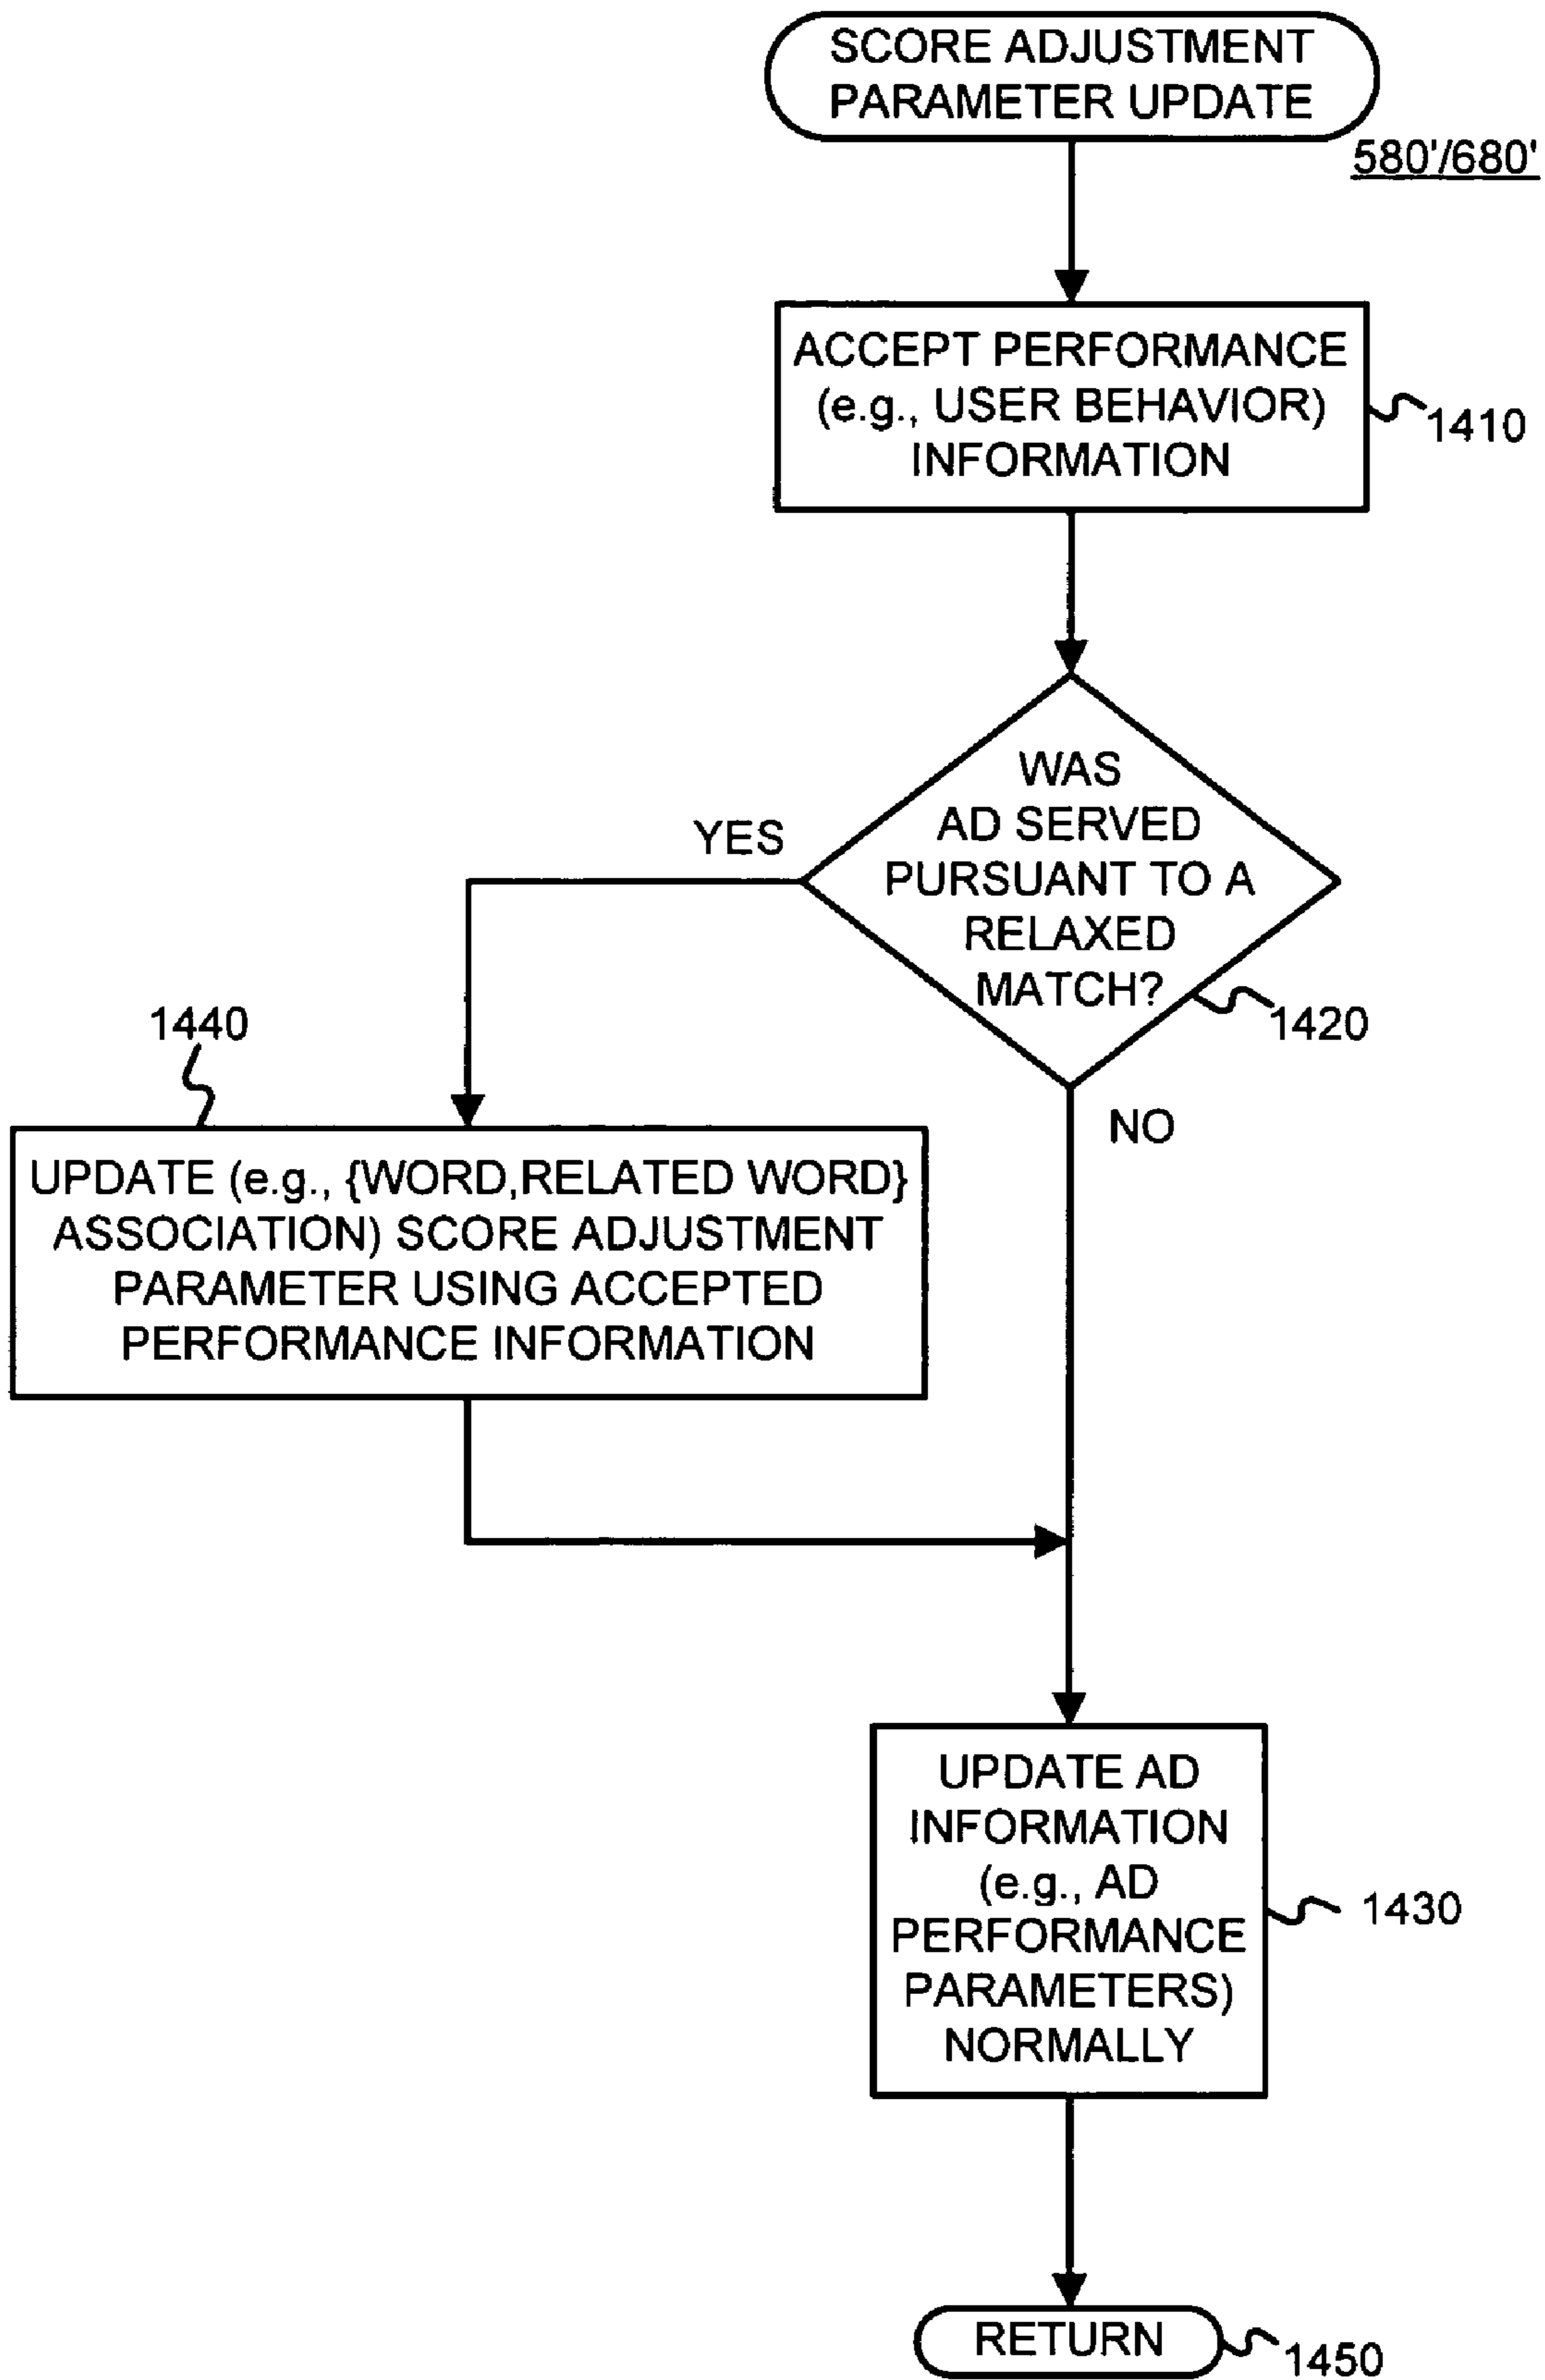 SCORE ADJUSTMENT
PARAMETER UPDATE
580'/680'
ACCEPT PERFORMANCE
(e.g., USER BEHAVIOR)
INFORMATION
1410
WAS
AD SERVED
PURSUANT TO A
RELAXED
MATCH?
YES
1420
1440
NO
UPDATE (e.g., {WORD,RELATED WORD}
ASSOCIATION) SCORE ADJUSTMENT
PARAMETER USING ACCEPTED
PERFORMANCE INFORMATION
UPDATE AD
INFORMATION
(e.g., AD
PERFORMANCE
PARAMETERS)
NORMALLY
1430
RETURN
1450